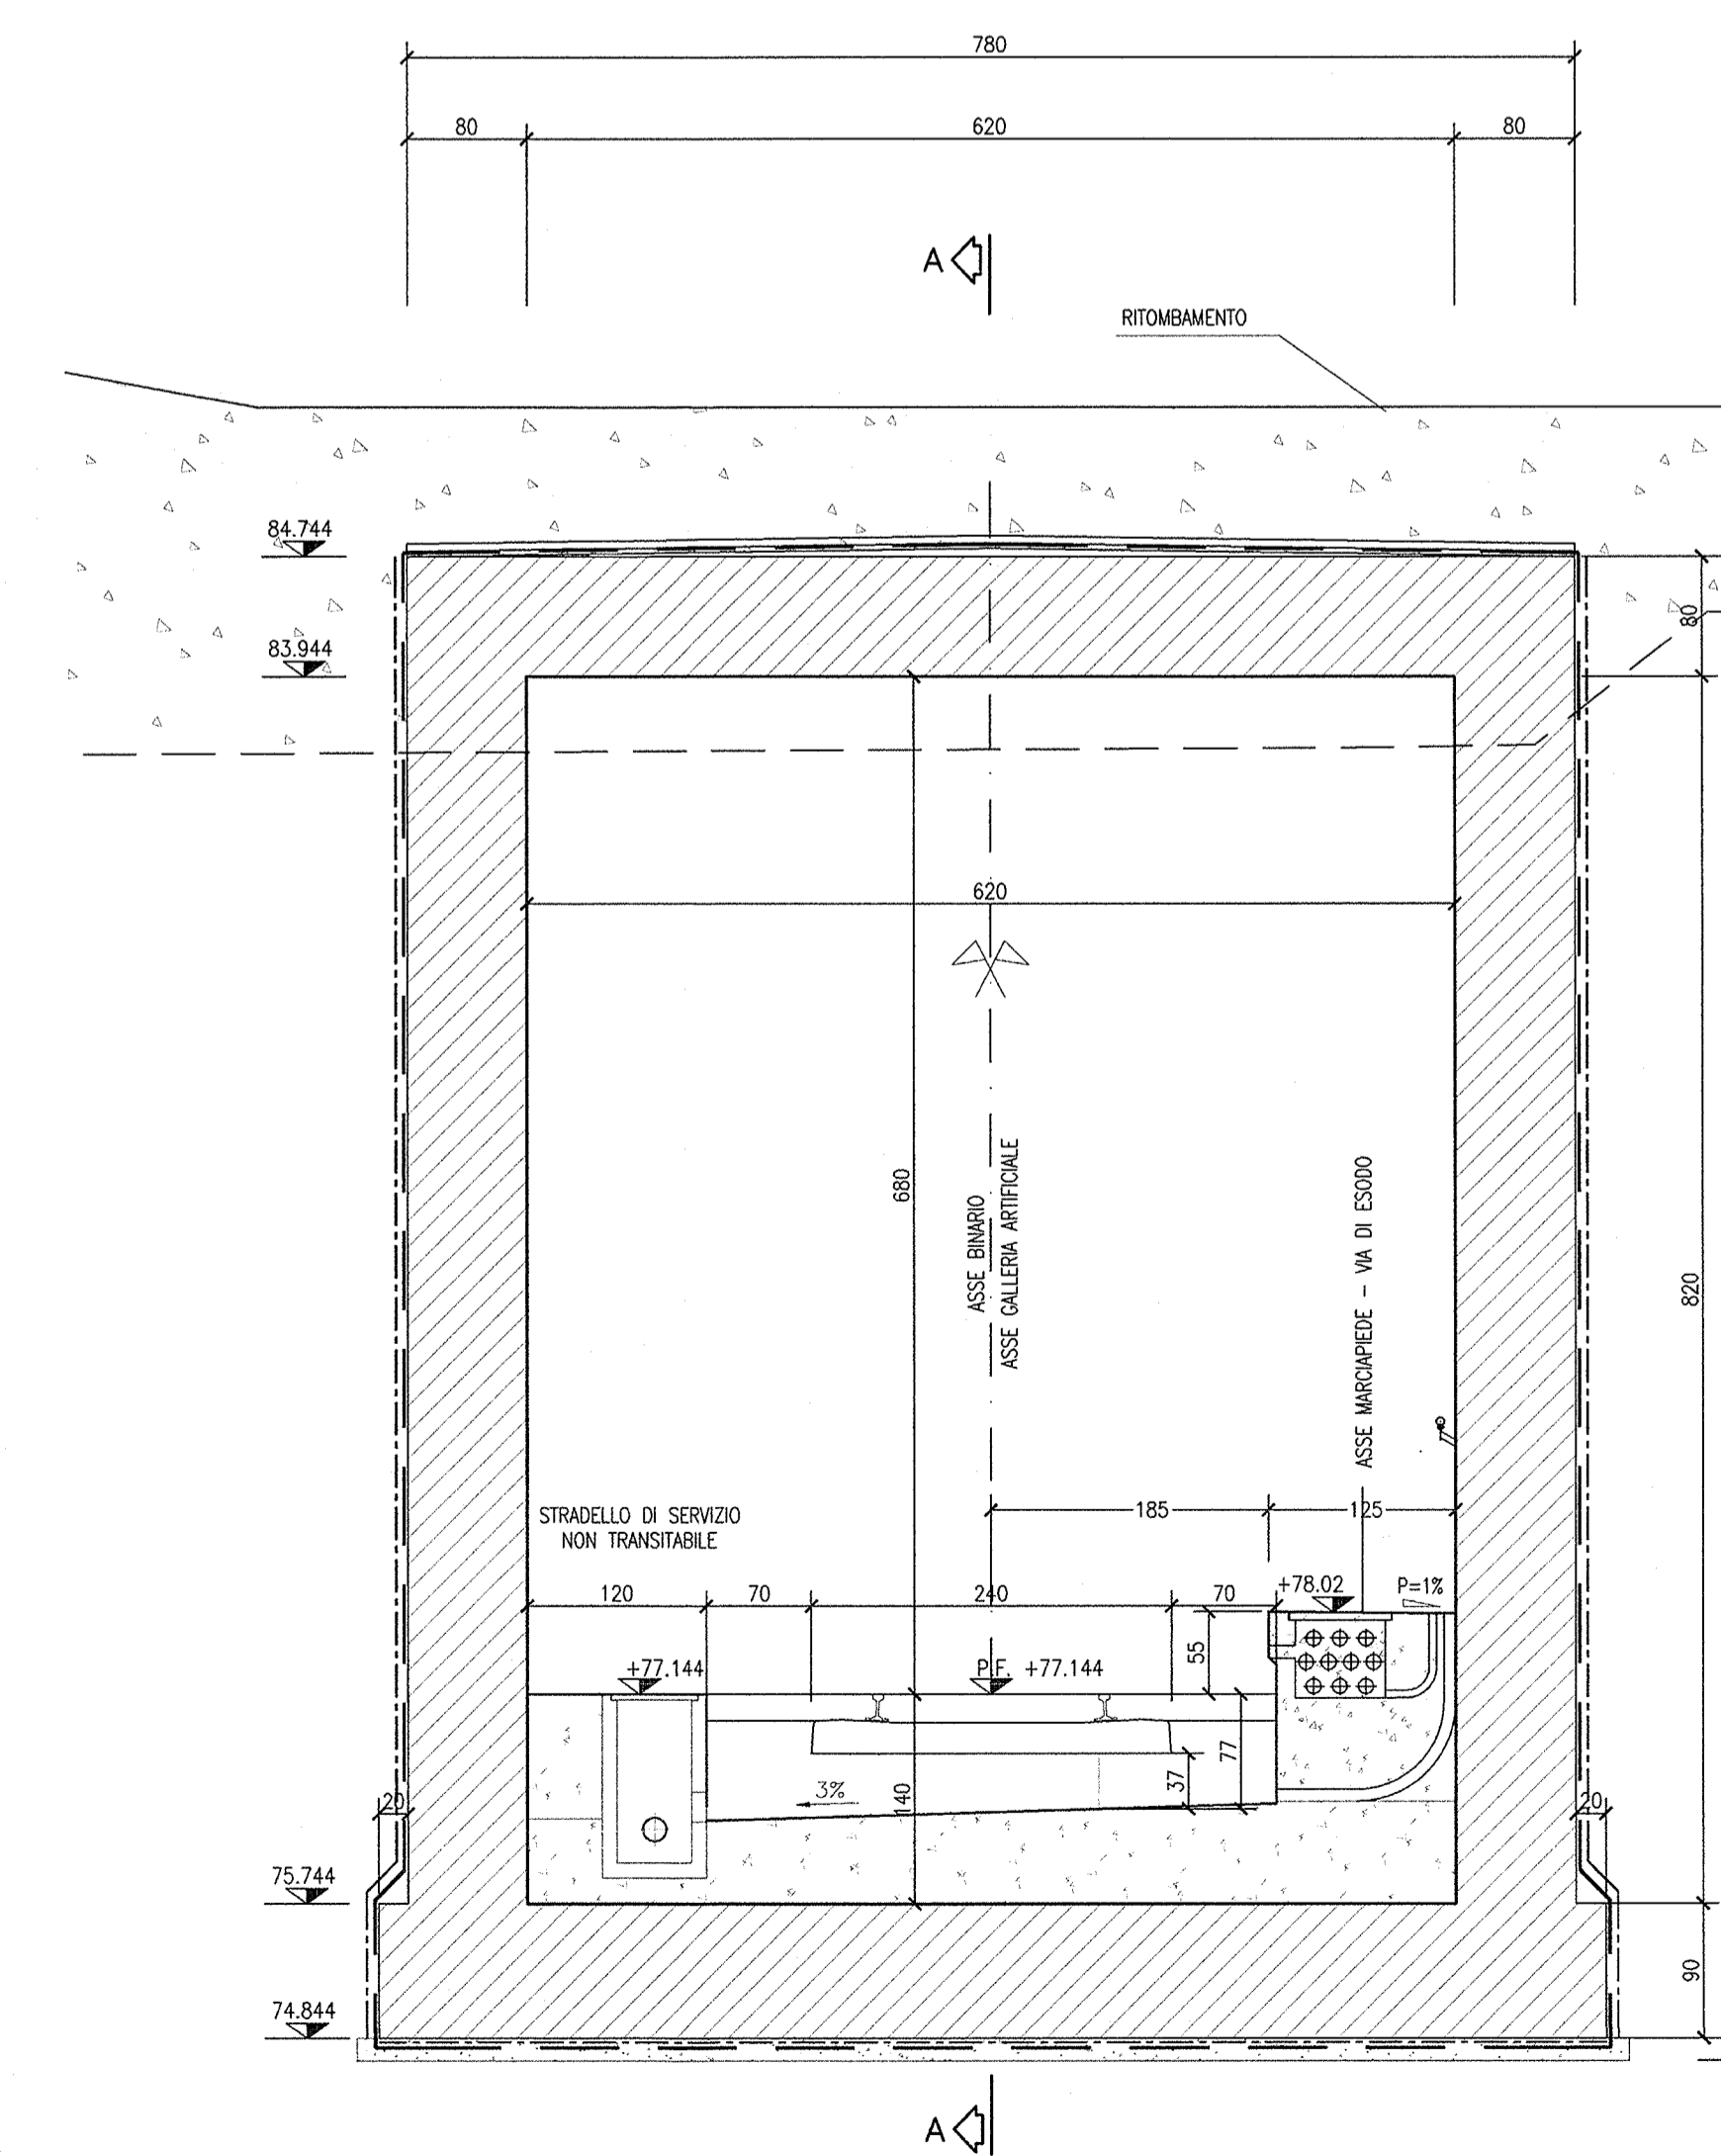 780
80
620
80
A
RITOMBAMENTO
84.744
83.944
80
620
680
ASSE BINARIO
ASSE GALLERIA ARTIFICIALE
ASSE MARCIAPIEDE - VIA DI ESODO
820
STRADELLO DI SERVIZIO
NON TRANSITABILE
185
125
120
70
240
70
+78.02
P=1%
55
+77.144
P.F. +77.144
77
37
3%
140
20
20
75.744
90
74.844
A